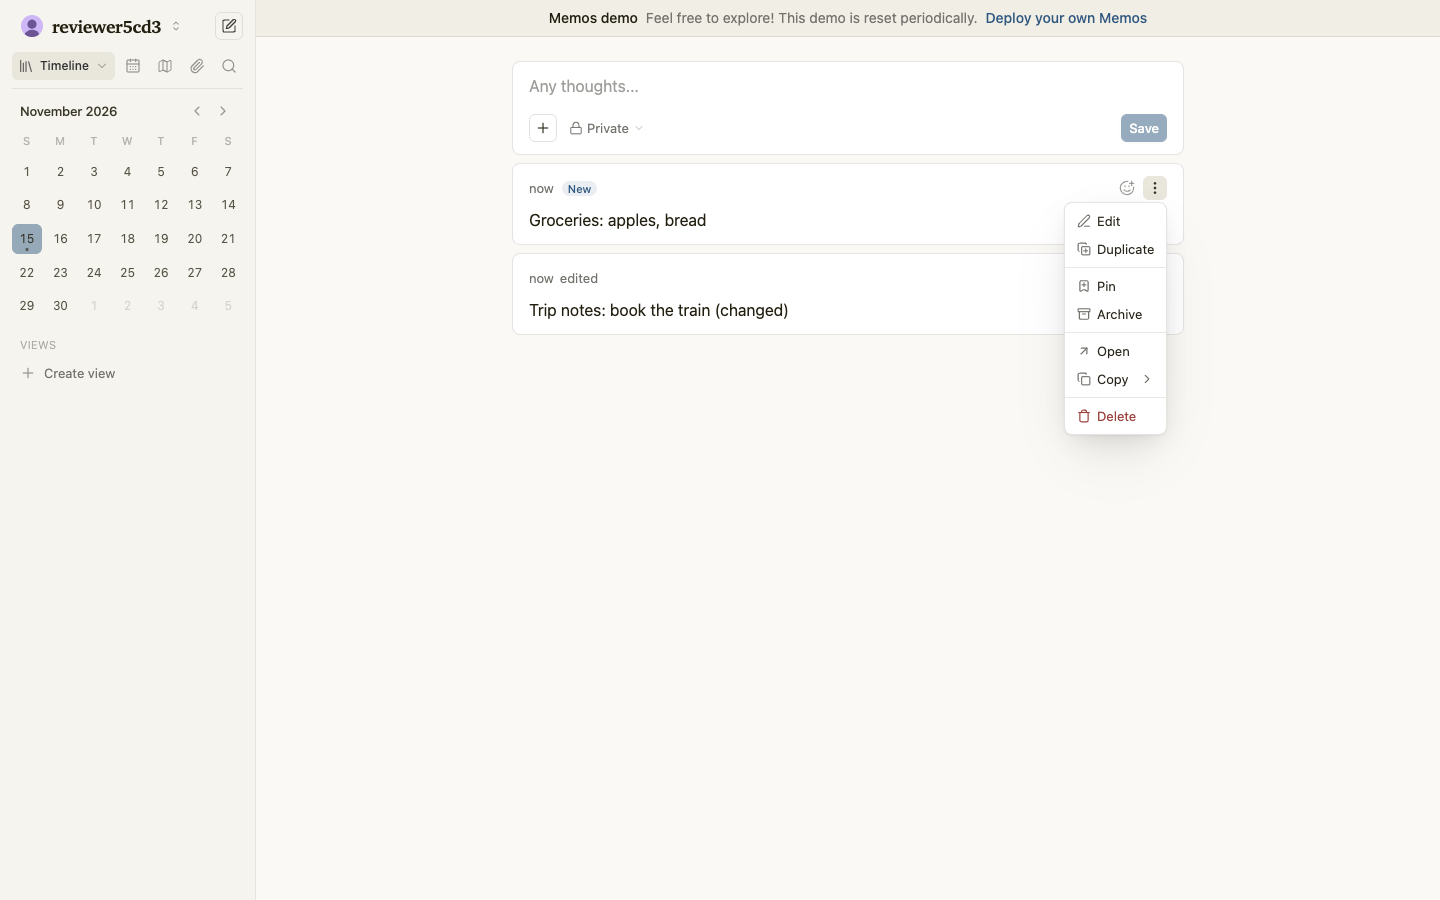 reviewer5cd3
Memos demo Feel free to explore! This demo is reset periodically. Deploy your own Memos
Timeline
November 2026
S M T W T F S
1 2 3 4 5 6 7
8 9 10 11 12 13 14
15 16 17 18 19 20 21
22 23 24 25 26 27 28
29 30 1 2 3 4 5
VIEWS
Create view
Any thoughts...
Private
Save
now New
Groceries: apples, bread
now edited
Trip notes: book the train (changed)
Edit
Duplicate
Pin
Archive
Open
Copy
Delete